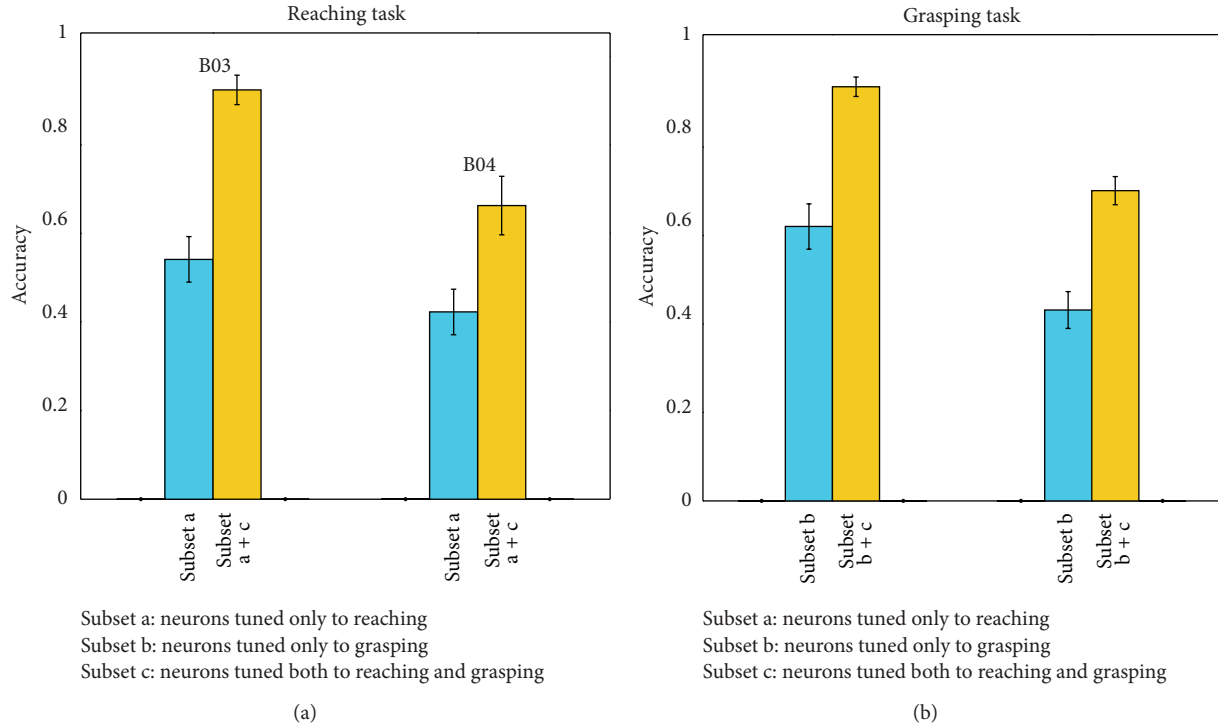 Reaching task
1
0.8
0.6
0.4
0.2
0
Accuracy
B03
B04
Subset a
Subset
a + c
Subset a
Subset
a + c
Subset a: neurons tuned only to reaching
Subset b: neurons tuned only to grasping
Subset c: neurons tuned both to reaching and grasping
(a)
Grasping task
1
0.8
0.6
0.4
0.2
0
Accuracy
Subset b
Subset
b + c
Subset b
Subset
b + c
Subset a: neurons tuned only to reaching
Subset b: neurons tuned only to grasping
Subset c: neurons tuned both to reaching and grasping
(b)